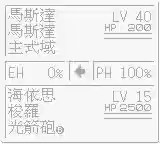 馬斯達 LV 40
馬斯達 HP 200
主式域
EH 0% PH 100%
海依思 LV 15
梭羅 HP 2500
光箭砲